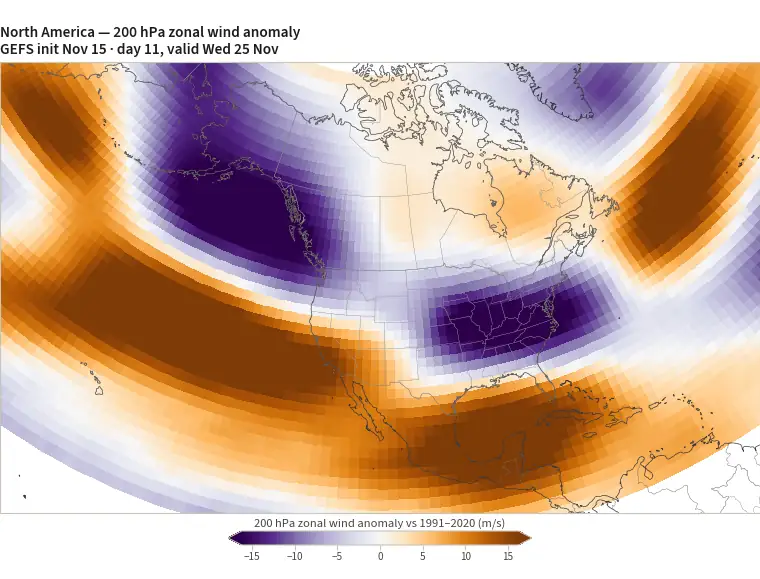 North America — 200 hPa zonal wind anomaly
GEFS init Nov 15 · day 11, valid Wed 25 Nov
200 hPa zonal wind anomaly vs 1991–2020 (m/s)
−15 −10 −5 0 5 10 15